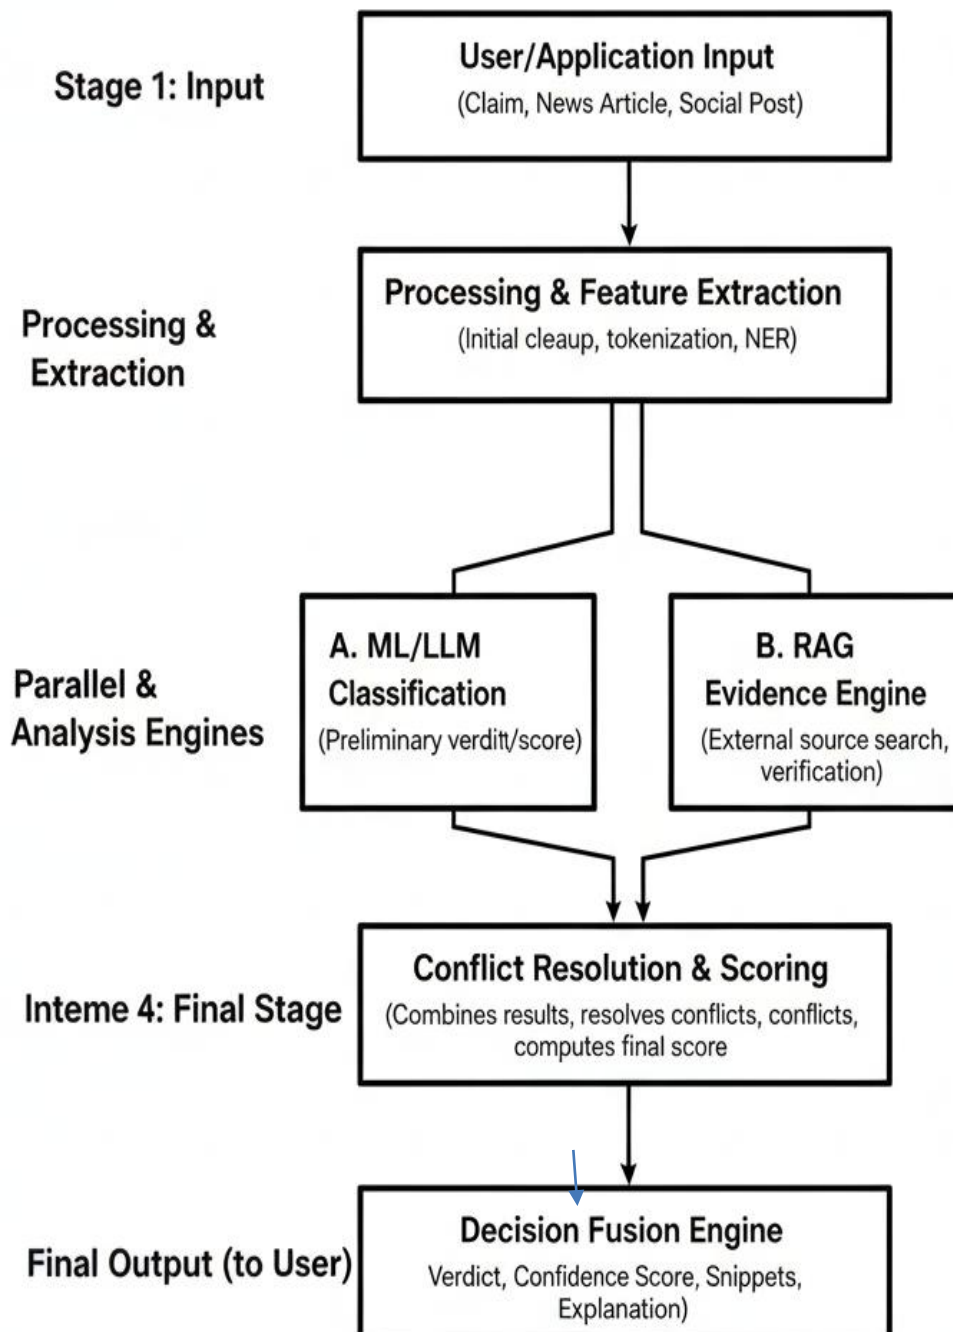 Stage 1: Input
User/Application Input
(Claim, News Article, Social Post)
Processing &
Extraction
Processing & Feature Extraction
(Initial cleaup, tokenization, NER)
Parallel &
Analysis Engines
A. ML/LLM
Classification
(Preliminary verditt/score)
B. RAG
Evidence Engine
(External source search,
verification)
Inteme 4: Final Stage
Conflict Resolution & Scoring
(Combines results, resolves conflicts, conflicts,
computes final score
Final Output (to User)
Decision Fusion Engine
Verdict, Confidence Score, Snippets,
Explanation)